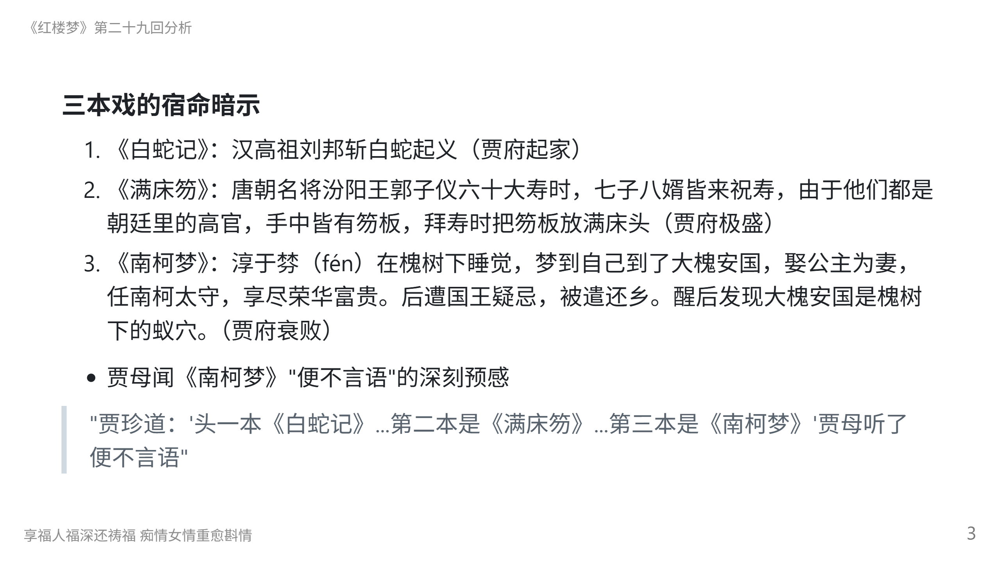 《红楼梦》第二十九回分析
三本戏的宿命暗示
1. 《白蛇记》：汉高祖刘邦斩白蛇起义（贾府起家）
2. 《满床笏》：唐朝名将汾阳王郭子仪六十大寿时，七子八婿皆来祝寿，由于他们都是
朝廷里的高官，手中皆有笏板，拜寿时把笏板放满床头（贾府极盛）
3. 《南柯梦》：淳于棼（fén）在槐树下睡觉，梦到自己到了大槐安国，娶公主为妻，
任南柯太守，享尽荣华富贵。后遭国王疑忌，被遣还乡。醒后发现大槐安国是槐树
下的蚁穴。（贾府衰败）
• 贾母闻《南柯梦》"便不言语"的深刻预感
"贾珍道：'头一本《白蛇记》...第二本是《满床笏》...第三本是《南柯梦》'贾母听了
便不言语"
享福人福深还祷福 痴情女情重愈斟情
3